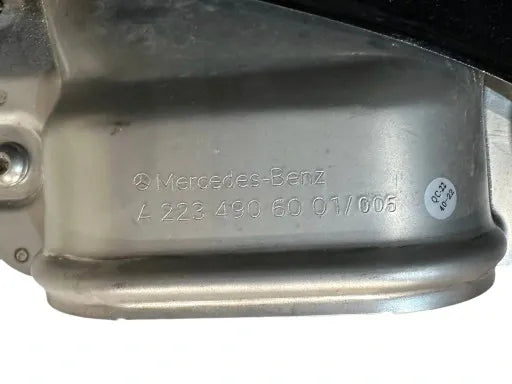 Mercedes-Benz
A 223 490 60 01/005
QC-22
40-22